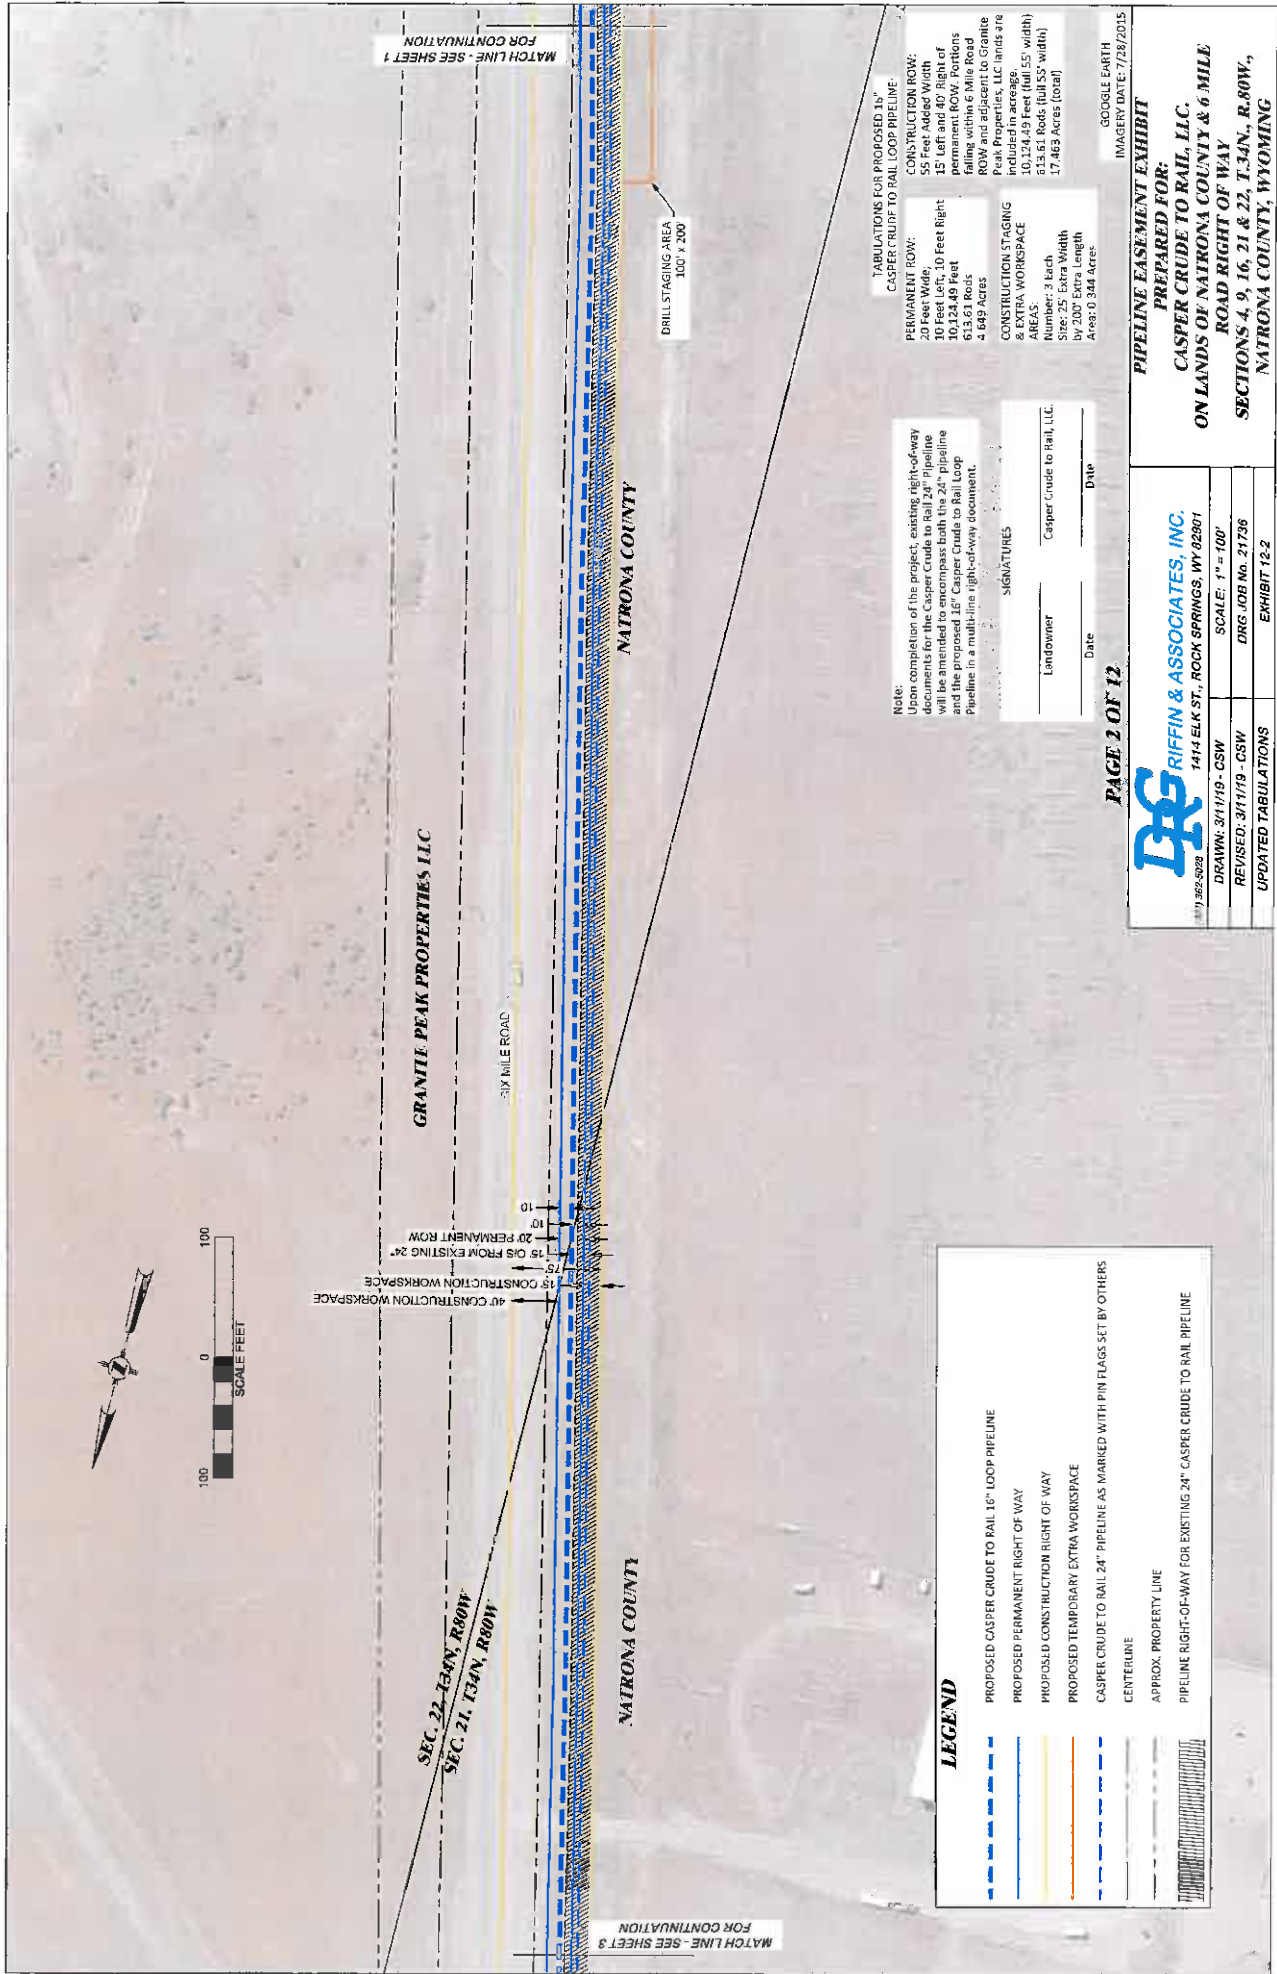 MATCH LINE - SEE SHEET 3
FOR CONTINUATION
MATCH LINE - SEE SHEET 1
FOR CONTINUATION
100
0
100
SCALE FEET
SEC. 22, T34N, R80W
SEC. 21, T34N, R80W
GRANITE PEAK PROPERTIES LLC
SIX MILE ROAD
40' CONSTRUCTION WORKSPACE
15' CONSTRUCTION WORKSPACE
75'
15' O/S FROM EXISTING 24"
20' PERMANENT ROW
10'
10'
NATRONA COUNTY
NATRONA COUNTY
DRILL STAGING AREA
100' x 200'
LEGEND
PROPOSED CASPER CRUDE TO RAIL 16" LOOP PIPELINE
PROPOSED PERMANENT RIGHT OF WAY
PROPOSED CONSTRUCTION RIGHT OF WAY
PROPOSED TEMPORARY EXTRA WORKSPACE
CASPER CRUDE TO RAIL 24" PIPELINE AS MARKED WITH PIN FLAGS SET BY OTHERS
CENTERLINE
APPROX. PROPERTY LINE
PIPELINE RIGHT-OF-WAY FOR EXISTING 24" CASPER CRUDE TO RAIL PIPELINE
Note:
Upon completion of the project, existing right-of-way
documents for the Casper Crude to Rail 24" Pipeline
will be amended to encompass both the 24" pipeline
and the proposed 16" Casper Crude to Rail Loop
Pipeline in a multi-line right-of-way document.
SIGNATURES
Landowner
Casper Crude to Rail, LLC.
Date
Date
TABULATIONS FOR PROPOSED 16"
CASPER CRUDE TO RAIL LOOP PIPELINE:
PERMANENT ROW:
20 Feet Wide;
10 Feet Left, 10 Feet Right
10,124.49 Feet
613.61 Rods
4.649 Acres
CONSTRUCTION STAGING
& EXTRA WORKSPACE
AREAS:
Number: 3 Each
Size: 25' Extra Width
by 200' Extra Length
Area: 0.344 Acres
CONSTRUCTION ROW:
55 Feet Added Width
15' Left and 40' Right of
permanent ROW. Portions
falling within 6 Mile Road
ROW and adjacent to Granite
Peak Properties, LLC lands are
included in acreage.
10,124.49 Feet (full 55' width)
613.61 Rods (full 55' width)
17.463 Acres (total)
GOOGLE EARTH
IMAGERY DATE: 7/28/2015
PAGE 2 OF 12
DRG
RIFFIN & ASSOCIATES, INC.
362-5028
1414 ELK ST., ROCK SPRINGS, WY 82901
DRAWN: 3/11/19 - CSW
SCALE: 1" = 100'
REVISED: 3/11/19 - CSW
DRG JOB No. 21736
UPDATED TABULATIONS
EXHIBIT 12-2
PIPELINE EASEMENT EXHIBIT
PREPARED FOR:
CASPER CRUDE TO RAIL, LLC.
ON LANDS OF NATRONA COUNTY & 6 MILE
ROAD RIGHT OF WAY
SECTIONS 4, 9, 16, 21 & 22, T.34N., R.80W.,
NATRONA COUNTY, WYOMING